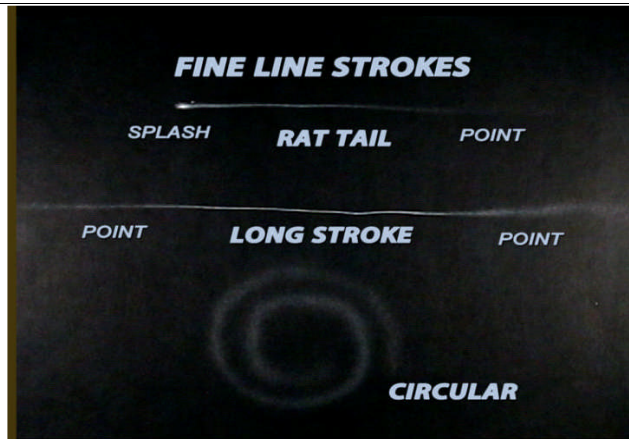 FINE LINE STROKES
SPLASH RAT TAIL POINT
POINT LONG STROKE POINT
CIRCULAR